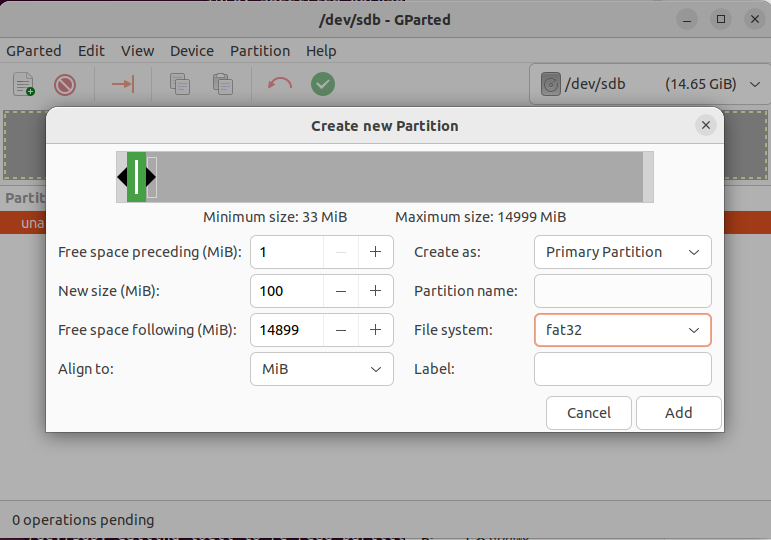 /dev/sdb - GParted
GParted Edit View Device Partition Help
/dev/sdb (14.65 GiB)
Create new Partition
Partiti
una
Minimum size: 33 MiB Maximum size: 14999 MiB
Free space preceding (MiB): 1 Create as: Primary Partition
New size (MiB): 100 Partition name:
Free space following (MiB): 14899 File system: fat32
Align to: MiB Label:
Cancel Add
0 operations pending